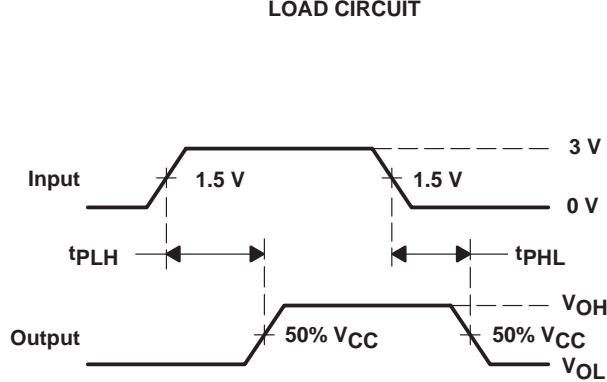 LOAD CIRCUIT
3 V
Input
1.5 V
1.5 V
0 V
tPLH
tPHL
VOH
Output
50% VCC
50% VCC
VOL